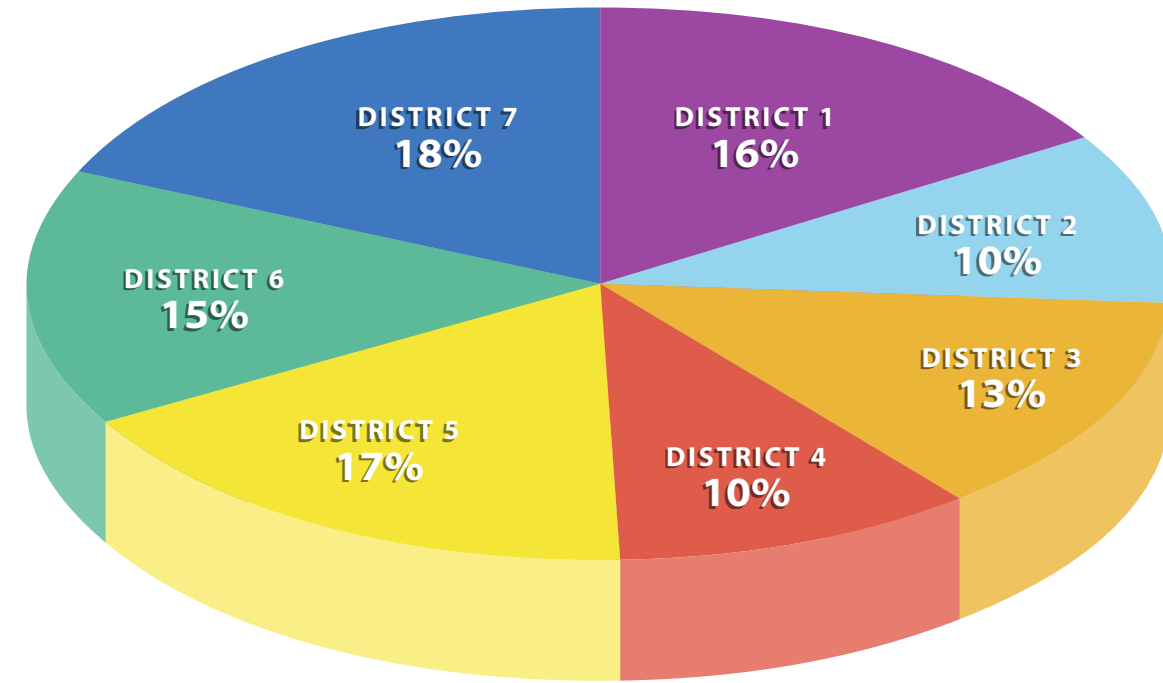 DISTRICT 7
18%
DISTRICT 1
16%
DISTRICT 2
10%
DISTRICT 6
15%
DISTRICT 3
13%
DISTRICT 5
17%
DISTRICT 4
10%